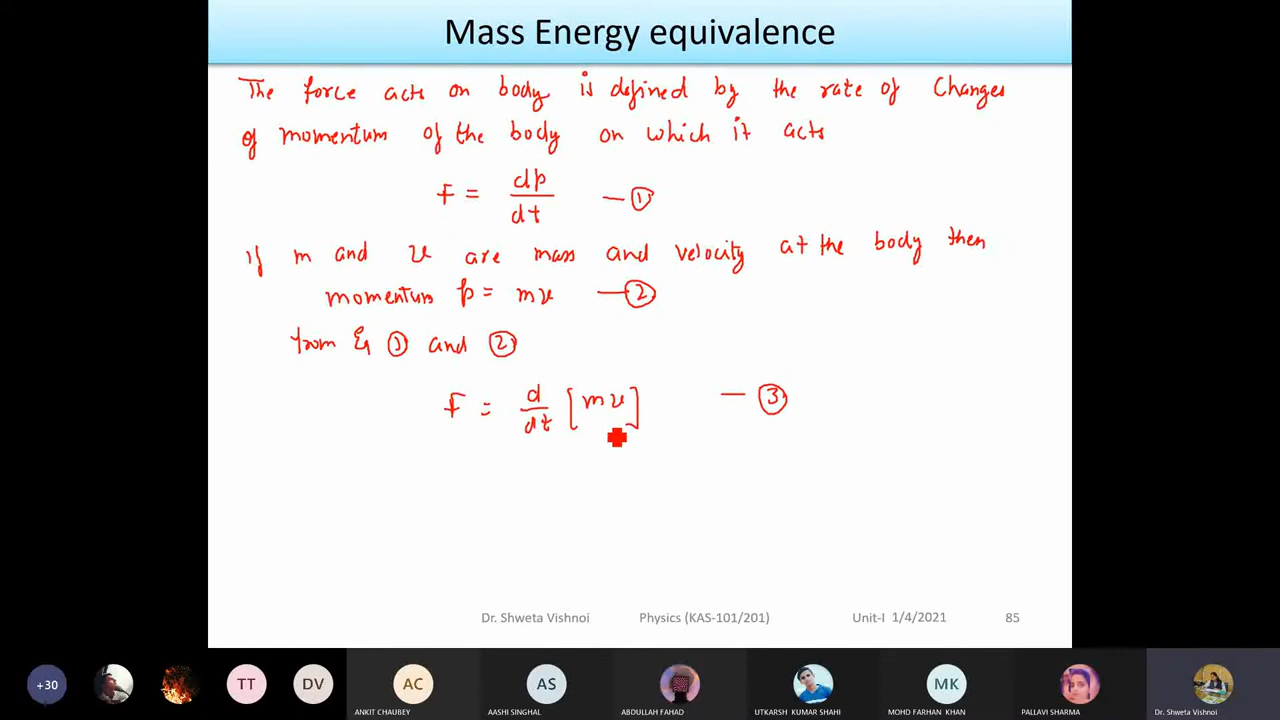 Mass Energy equivalence
The force acts on body is defined by the rate of changes
of momentum of the body on which it acts
F = dp/dt — ①
if m and v are mass and velocity at the body then
momentum p = mv — ②
from Eq ① and ②
F = d/dt [mv] — ③
Dr. Shweta Vishnoi Physics (KAS-101/201) Unit-I 1/4/2021 85
+30 TT DV AC AS MK
ANKIT CHAUBEY AASHI SINGHAL ABDULLAH FAHAD UTKARSH KUMAR SHAHI MOHD FARHAN KHAN PALLAVI SHARMA Dr. Shweta Vishnoi